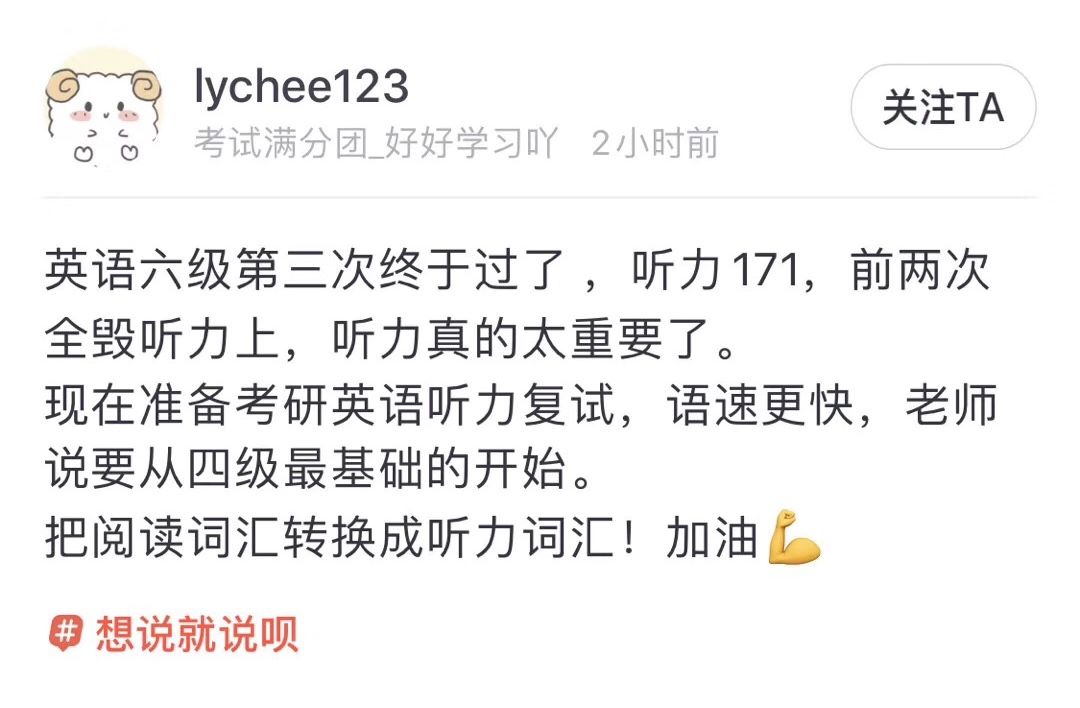 lychee123
关注TA
考试满分团_好好学习吖 2小时前
英语六级第三次终于过了，听力171，前两次
全毁听力上，听力真的太重要了。
现在准备考研英语听力复试，语速更快，老师
说要从四级最基础的开始。
把阅读词汇转换成听力词汇！加油💪
# 想说就说呗